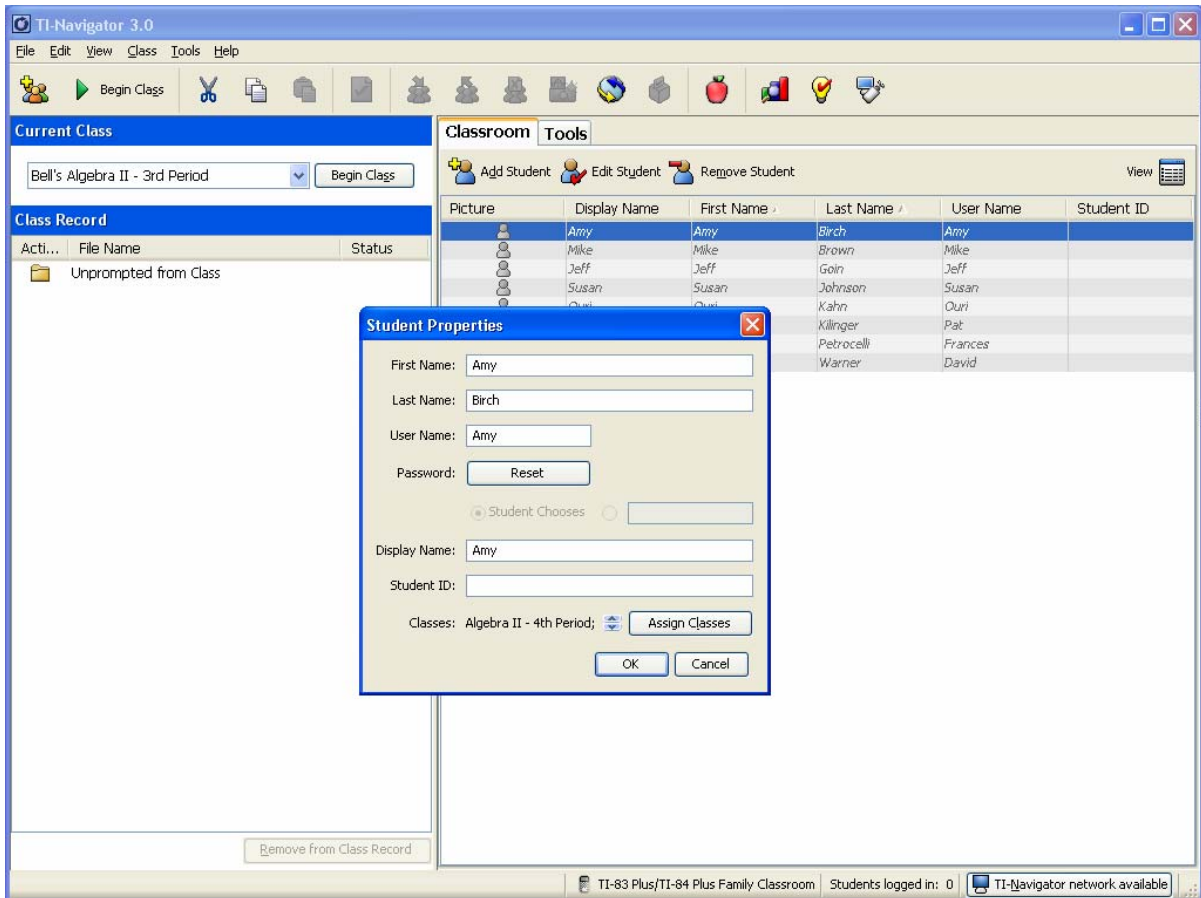 TI-Navigator 3.0
File Edit View Class Tools Help
Begin Class
Current Class
Bell's Algebra II - 3rd Period Begin Class
Class Record
Acti... File Name Status
Unprompted from Class
Remove from Class Record
Classroom Tools
Add Student Edit Student Remove Student View
Picture Display Name First Name Last Name User Name Student ID
Amy Amy Birch Amy
Mike Mike Brown Mike
Jeff Jeff Goin Jeff
Susan Susan Johnson Susan
Ouri Ouri Kahn Ouri
Kilinger Pat
Petrocelli Frances
Warner David
Student Properties
First Name: Amy
Last Name: Birch
User Name: Amy
Password: Reset
Student Chooses
Display Name: Amy
Student ID:
Classes: Algebra II - 4th Period; Assign Classes
OK Cancel
TI-83 Plus/TI-84 Plus Family Classroom Students logged in: 0 TI-Navigator network available